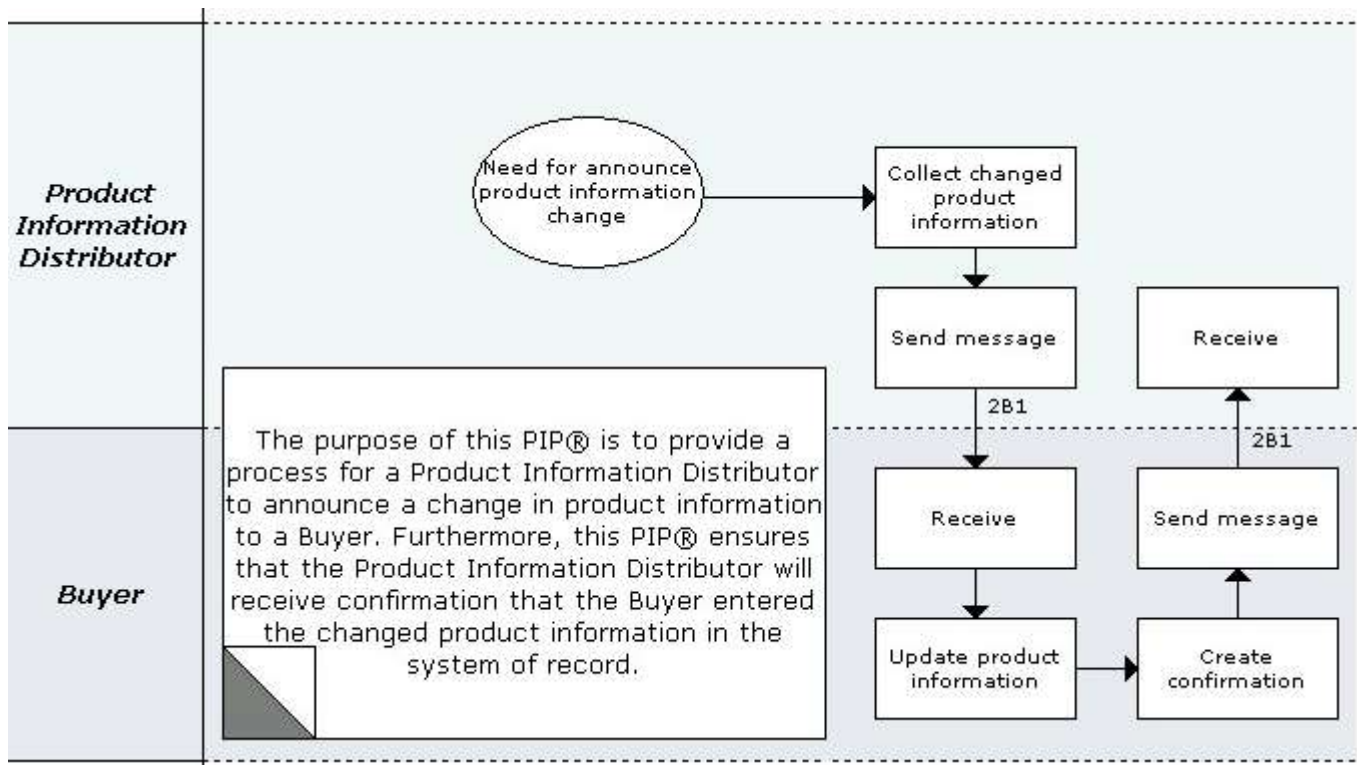 Product
Information
Distributor
Need for announce
product information
change
Collect changed
product
information
Send message
Receive
2B1
The purpose of this PIP® is to provide a
process for a Product Information Distributor
to announce a change in product information
to a Buyer. Furthermore, this PIP® ensures
that the Product Information Distributor will
receive confirmation that the Buyer entered
the changed product information in the
system of record.
2B1
Buyer
Receive
Send message
Update product
information
Create
confirmation